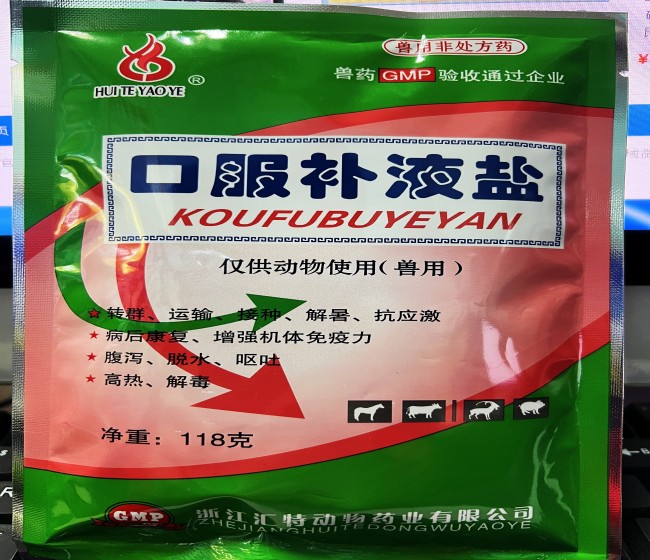 兽用非处方药
HUI TE YAO YE ®
兽药 GMP 验收通过企业
口服补液盐
KOUFUBUYEYAN
仅供动物使用(兽用)
转群、运输、接种、解暑、抗应激
病后康复、增强机体免疫力
腹泻、脱水、呕吐
高热、解毒
净重：118克
GMP
浙江汇特动物药业有限公司
ZHEJIANGHUITEDONGWUYAOYE